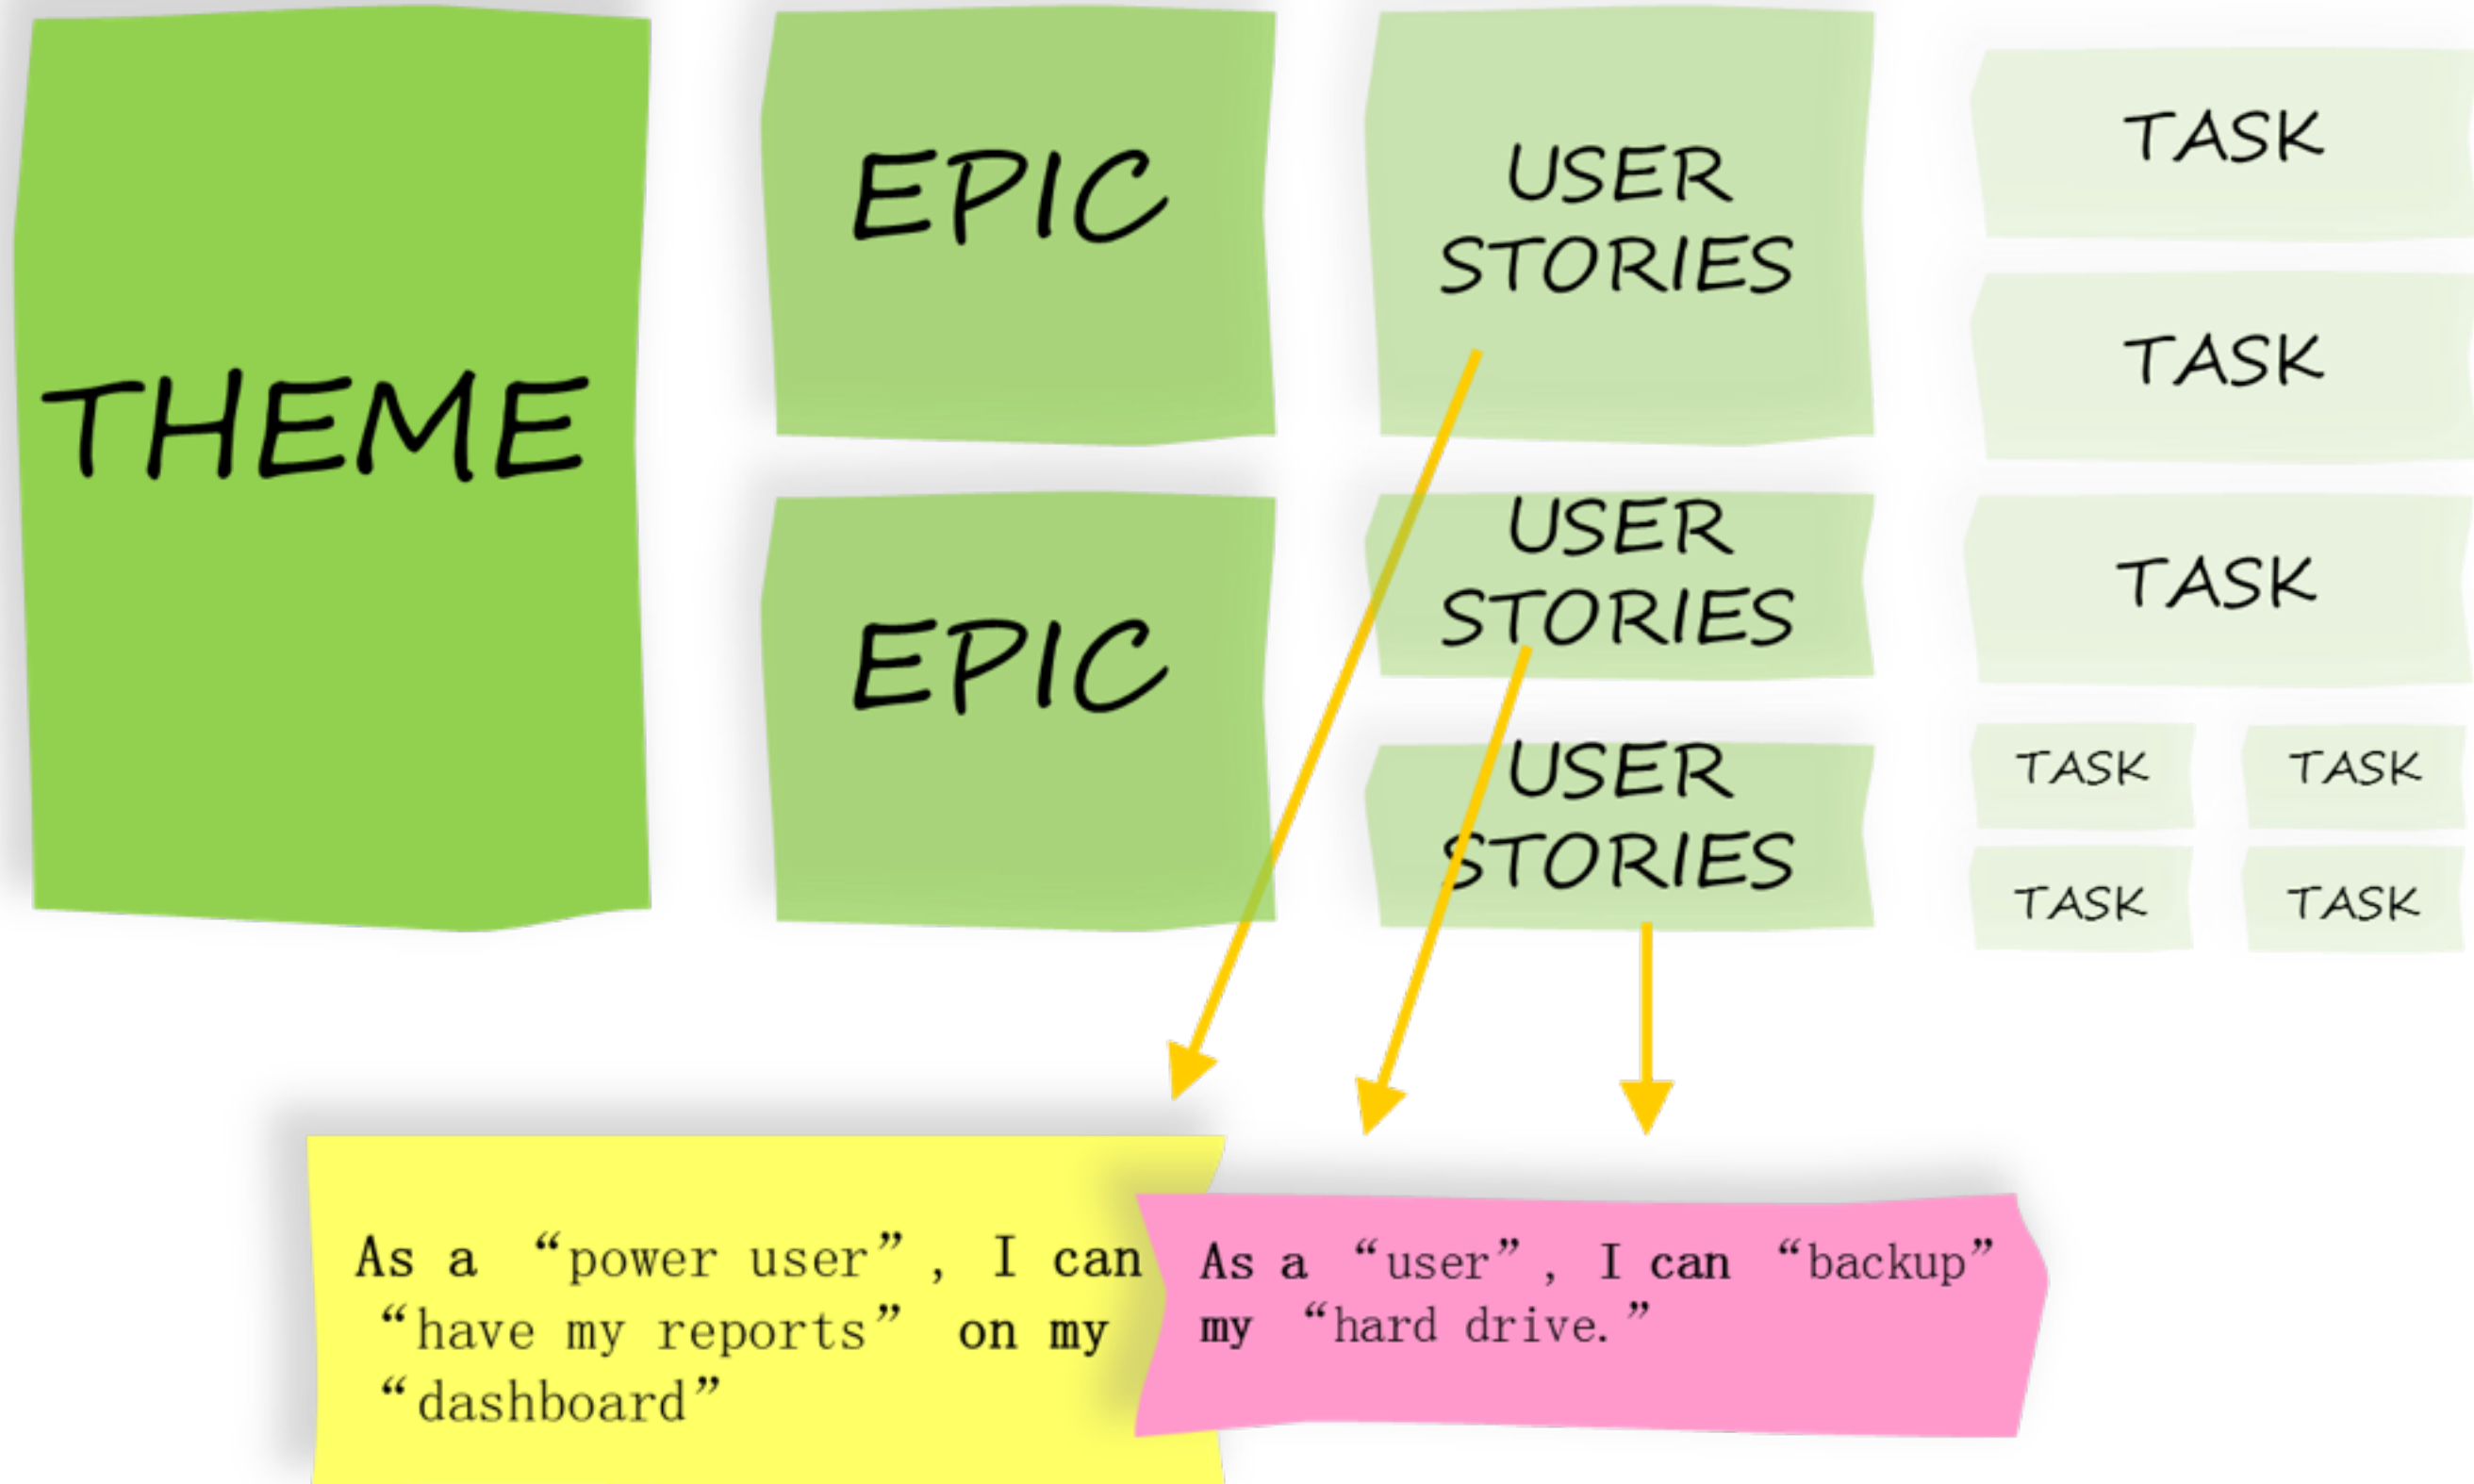 THEME
EPIC
EPIC
USER
STORIES
USER
STORIES
USER
STORIES
TASK
TASK
TASK
TASK TASK
TASK TASK
As a “power user”, I can
“have my reports” on my
“dashboard”
As a “user”, I can “backup”
my “hard drive.”